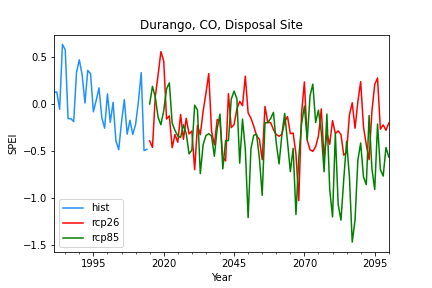 Durango, CO, Disposal Site
SPEI
0.5
0.0
−0.5
−1.0
−1.5
hist
rcp26
rcp85
1995
2020
2045
2070
2095
Year